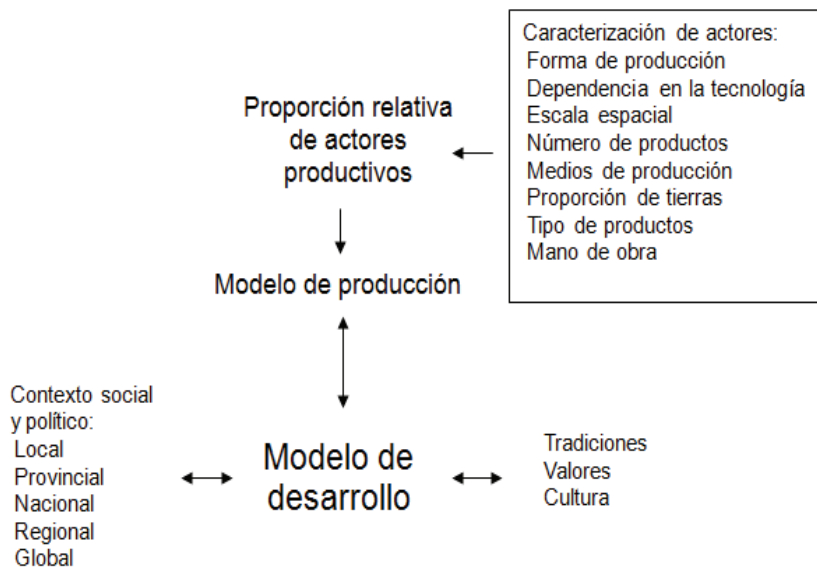 Caracterización de actores:
Forma de producción
Dependencia en la tecnología
Escala espacial
Número de productos
Medios de producción
Proporción de tierras
Tipo de productos
Mano de obra
Proporción relativa
de actores
productivos
Modelo de producción
Contexto social
y político:
Local
Provincial
Nacional
Regional
Global
Modelo de
desarrollo
Tradiciones
Valores
Cultura